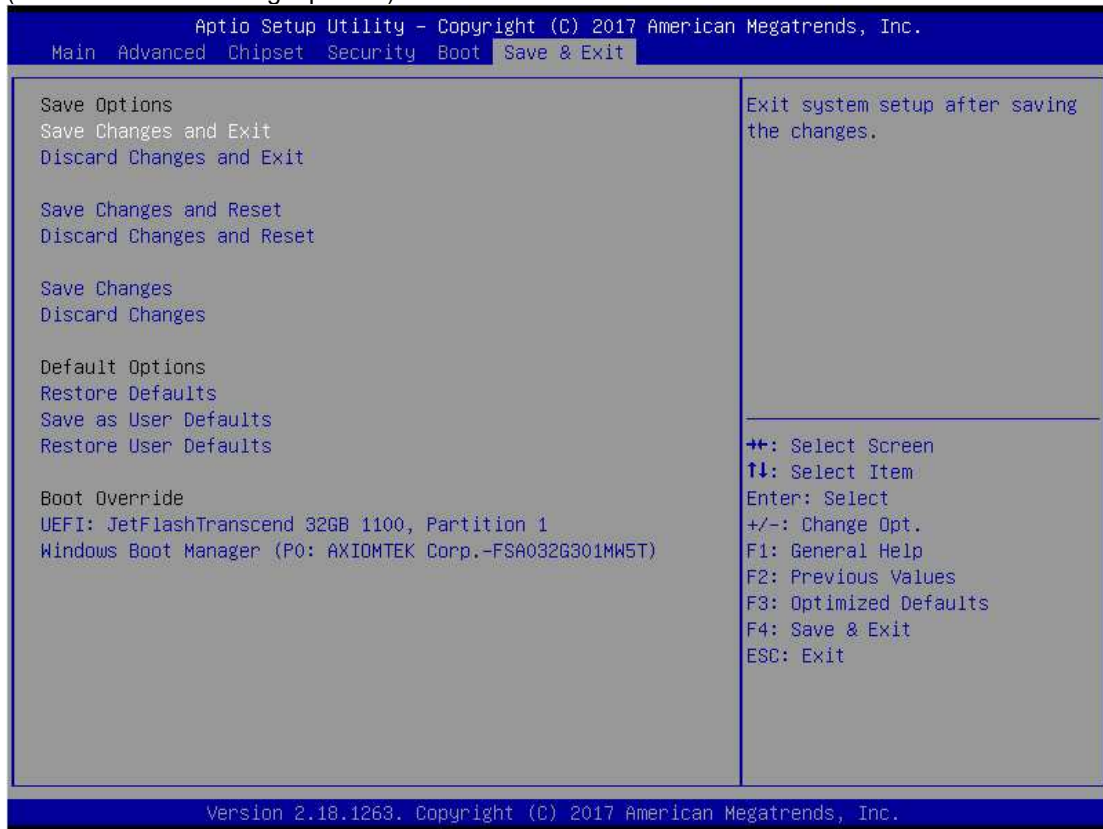 Aptio Setup Utility – Copyright (C) 2017 American Megatrends, Inc.
Main Advanced Chipset Security Boot Save & Exit
Save Options
Save Changes and Exit
Discard Changes and Exit
Save Changes and Reset
Discard Changes and Reset
Save Changes
Discard Changes
Default Options
Restore Defaults
Save as User Defaults
Restore User Defaults
Boot Override
UEFI: JetFlashTranscend 32GB 1100, Partition 1
Windows Boot Manager (P0: AXIOMTEK Corp.-FSA032G301MW5T)
Exit system setup after saving
the changes.
→←: Select Screen
↑↓: Select Item
Enter: Select
+/-: Change Opt.
F1: General Help
F2: Previous Values
F3: Optimized Defaults
F4: Save & Exit
ESC: Exit
Version 2.18.1263. Copyright (C) 2017 American Megatrends, Inc.